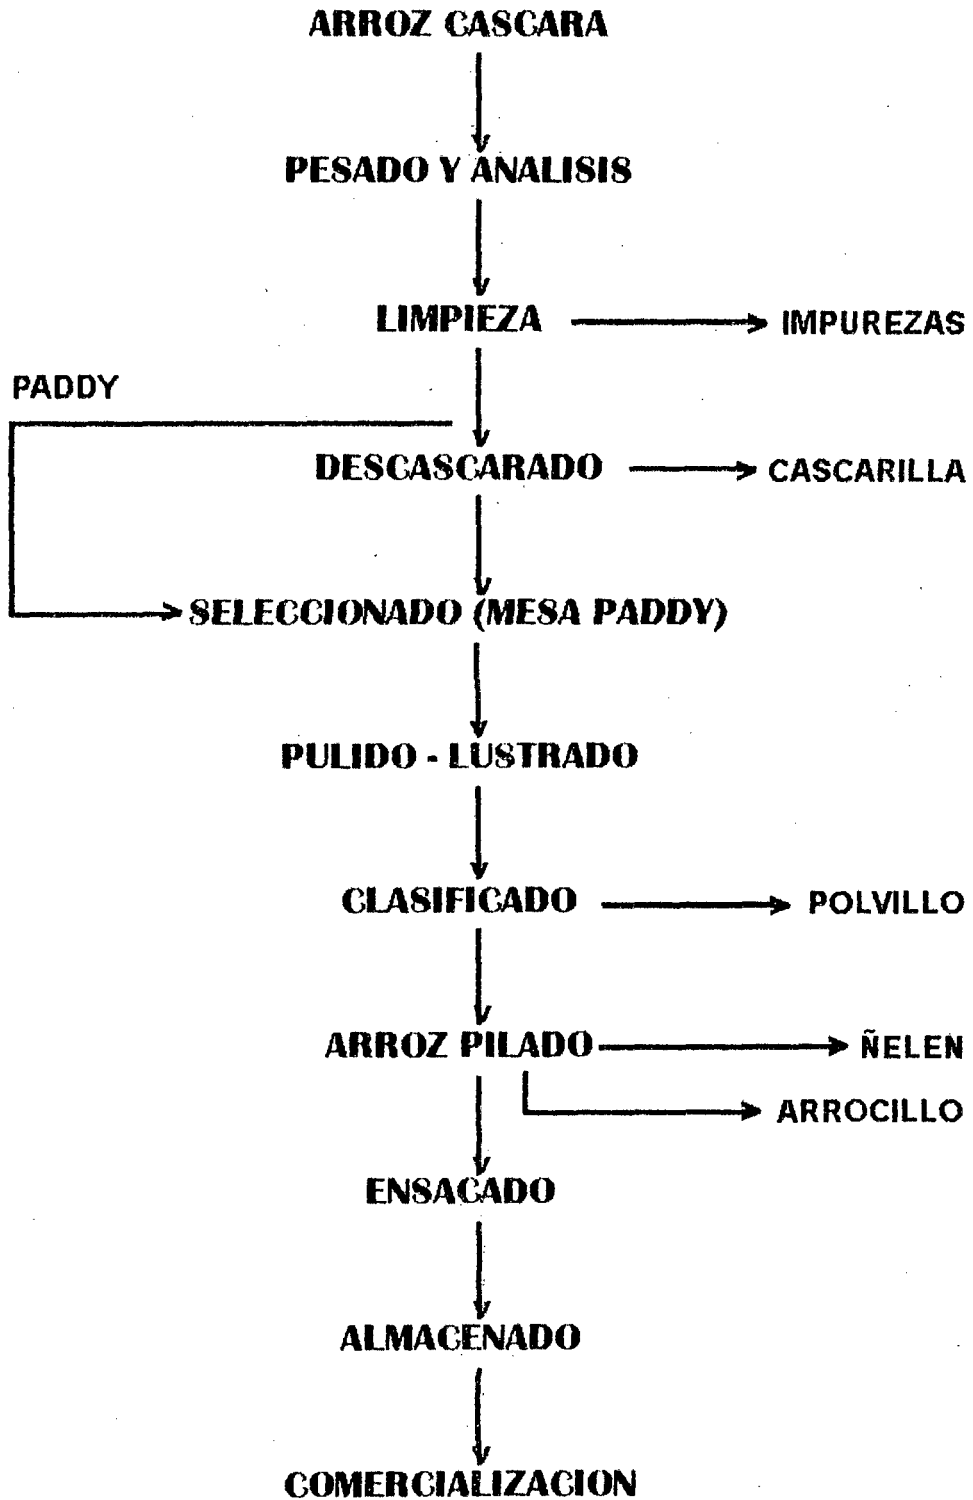 ARROZ CASCARA
PESADO Y ANALISIS
LIMPIEZA
IMPUREZAS
PADDY
DESCASCARADO
CASCARILLA
SELECCIONADO (MESA PADDY)
PULIDO - LUSTRADO
CLASIFICADO
POLVILLO
ARROZ PILADO
ÑELEN
ARROCILLO
ENSACADO
ALMACENADO
COMERCIALIZACION